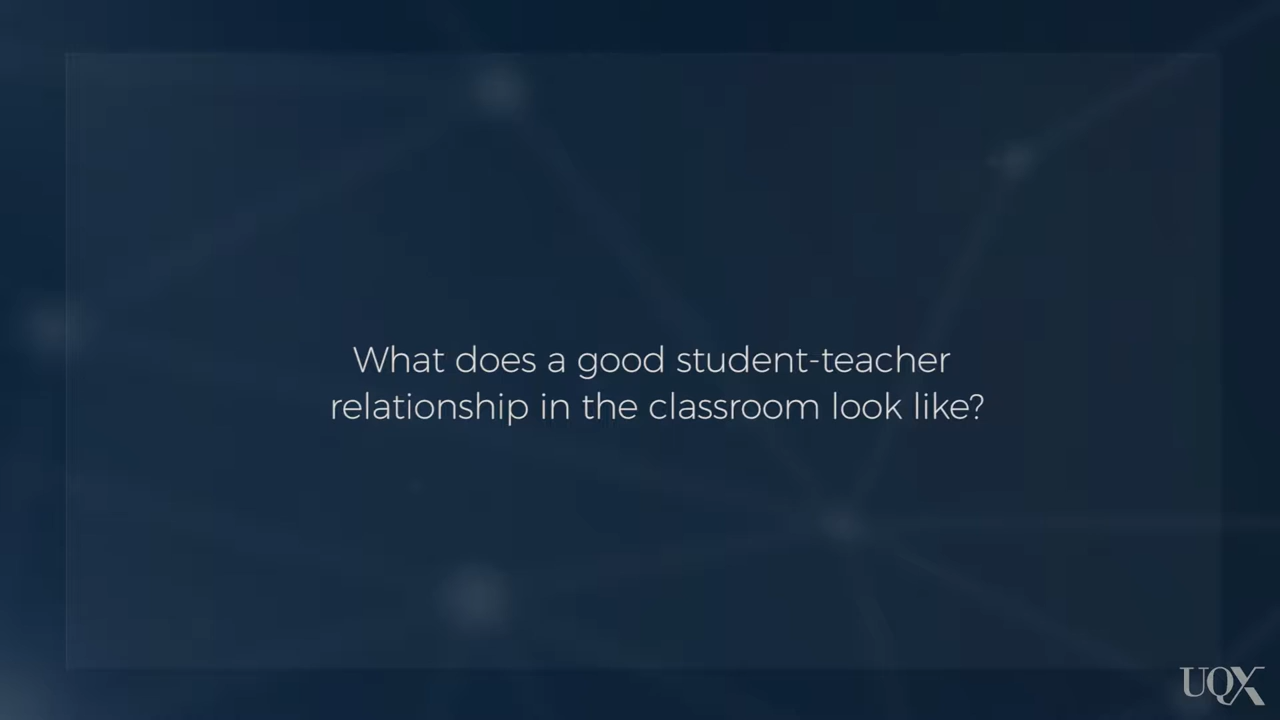 What does a good student-teacher
relationship in the classroom look like?
UQX